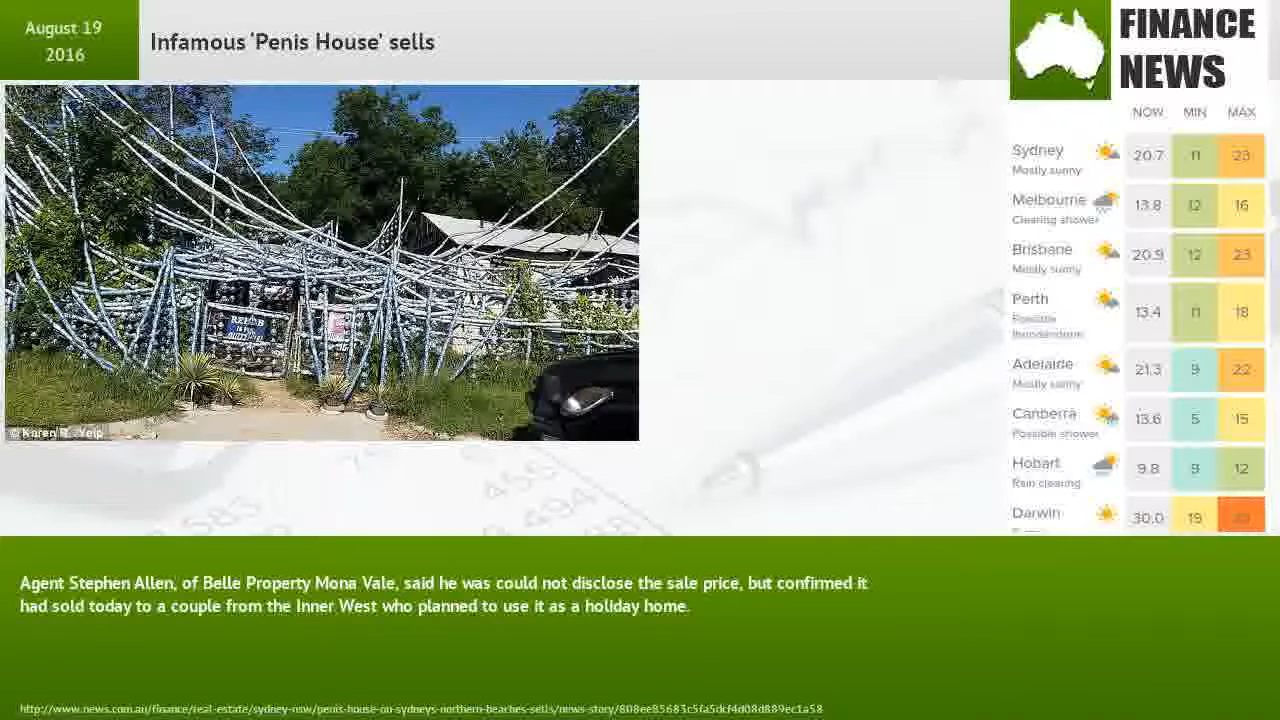 August 19
2016
Infamous 'Penis House' sells
FINANCE
NEWS
NOW MIN MAX
Sydney
Mostly sunny
20.7 11 23
Melbourne
Clearing shower
13.8 12 16
Brisbane
Mostly sunny
20.9 12 23
Perth
Possible
thunderstorm
13.4 11 18
Adelaide
Mostly sunny
21.3 9 22
Canberra
Possible shower
13.6 5 15
Hobart
Rain clearing
9.8 9 12
Darwin
30.0 19
© Karen R., Yelp
583
455
494
Agent Stephen Allen, of Belle Property Mona Vale, said he was could not disclose the sale price, but confirmed it
had sold today to a couple from the Inner West who planned to use it as a holiday home.
http://www.news.com.au/finance/real-estate/sydney-nsw/penis-house-on-sydneys-northern-beaches-sells/news-story/808ee85683c5fa5dcf4d08d889ec1a58